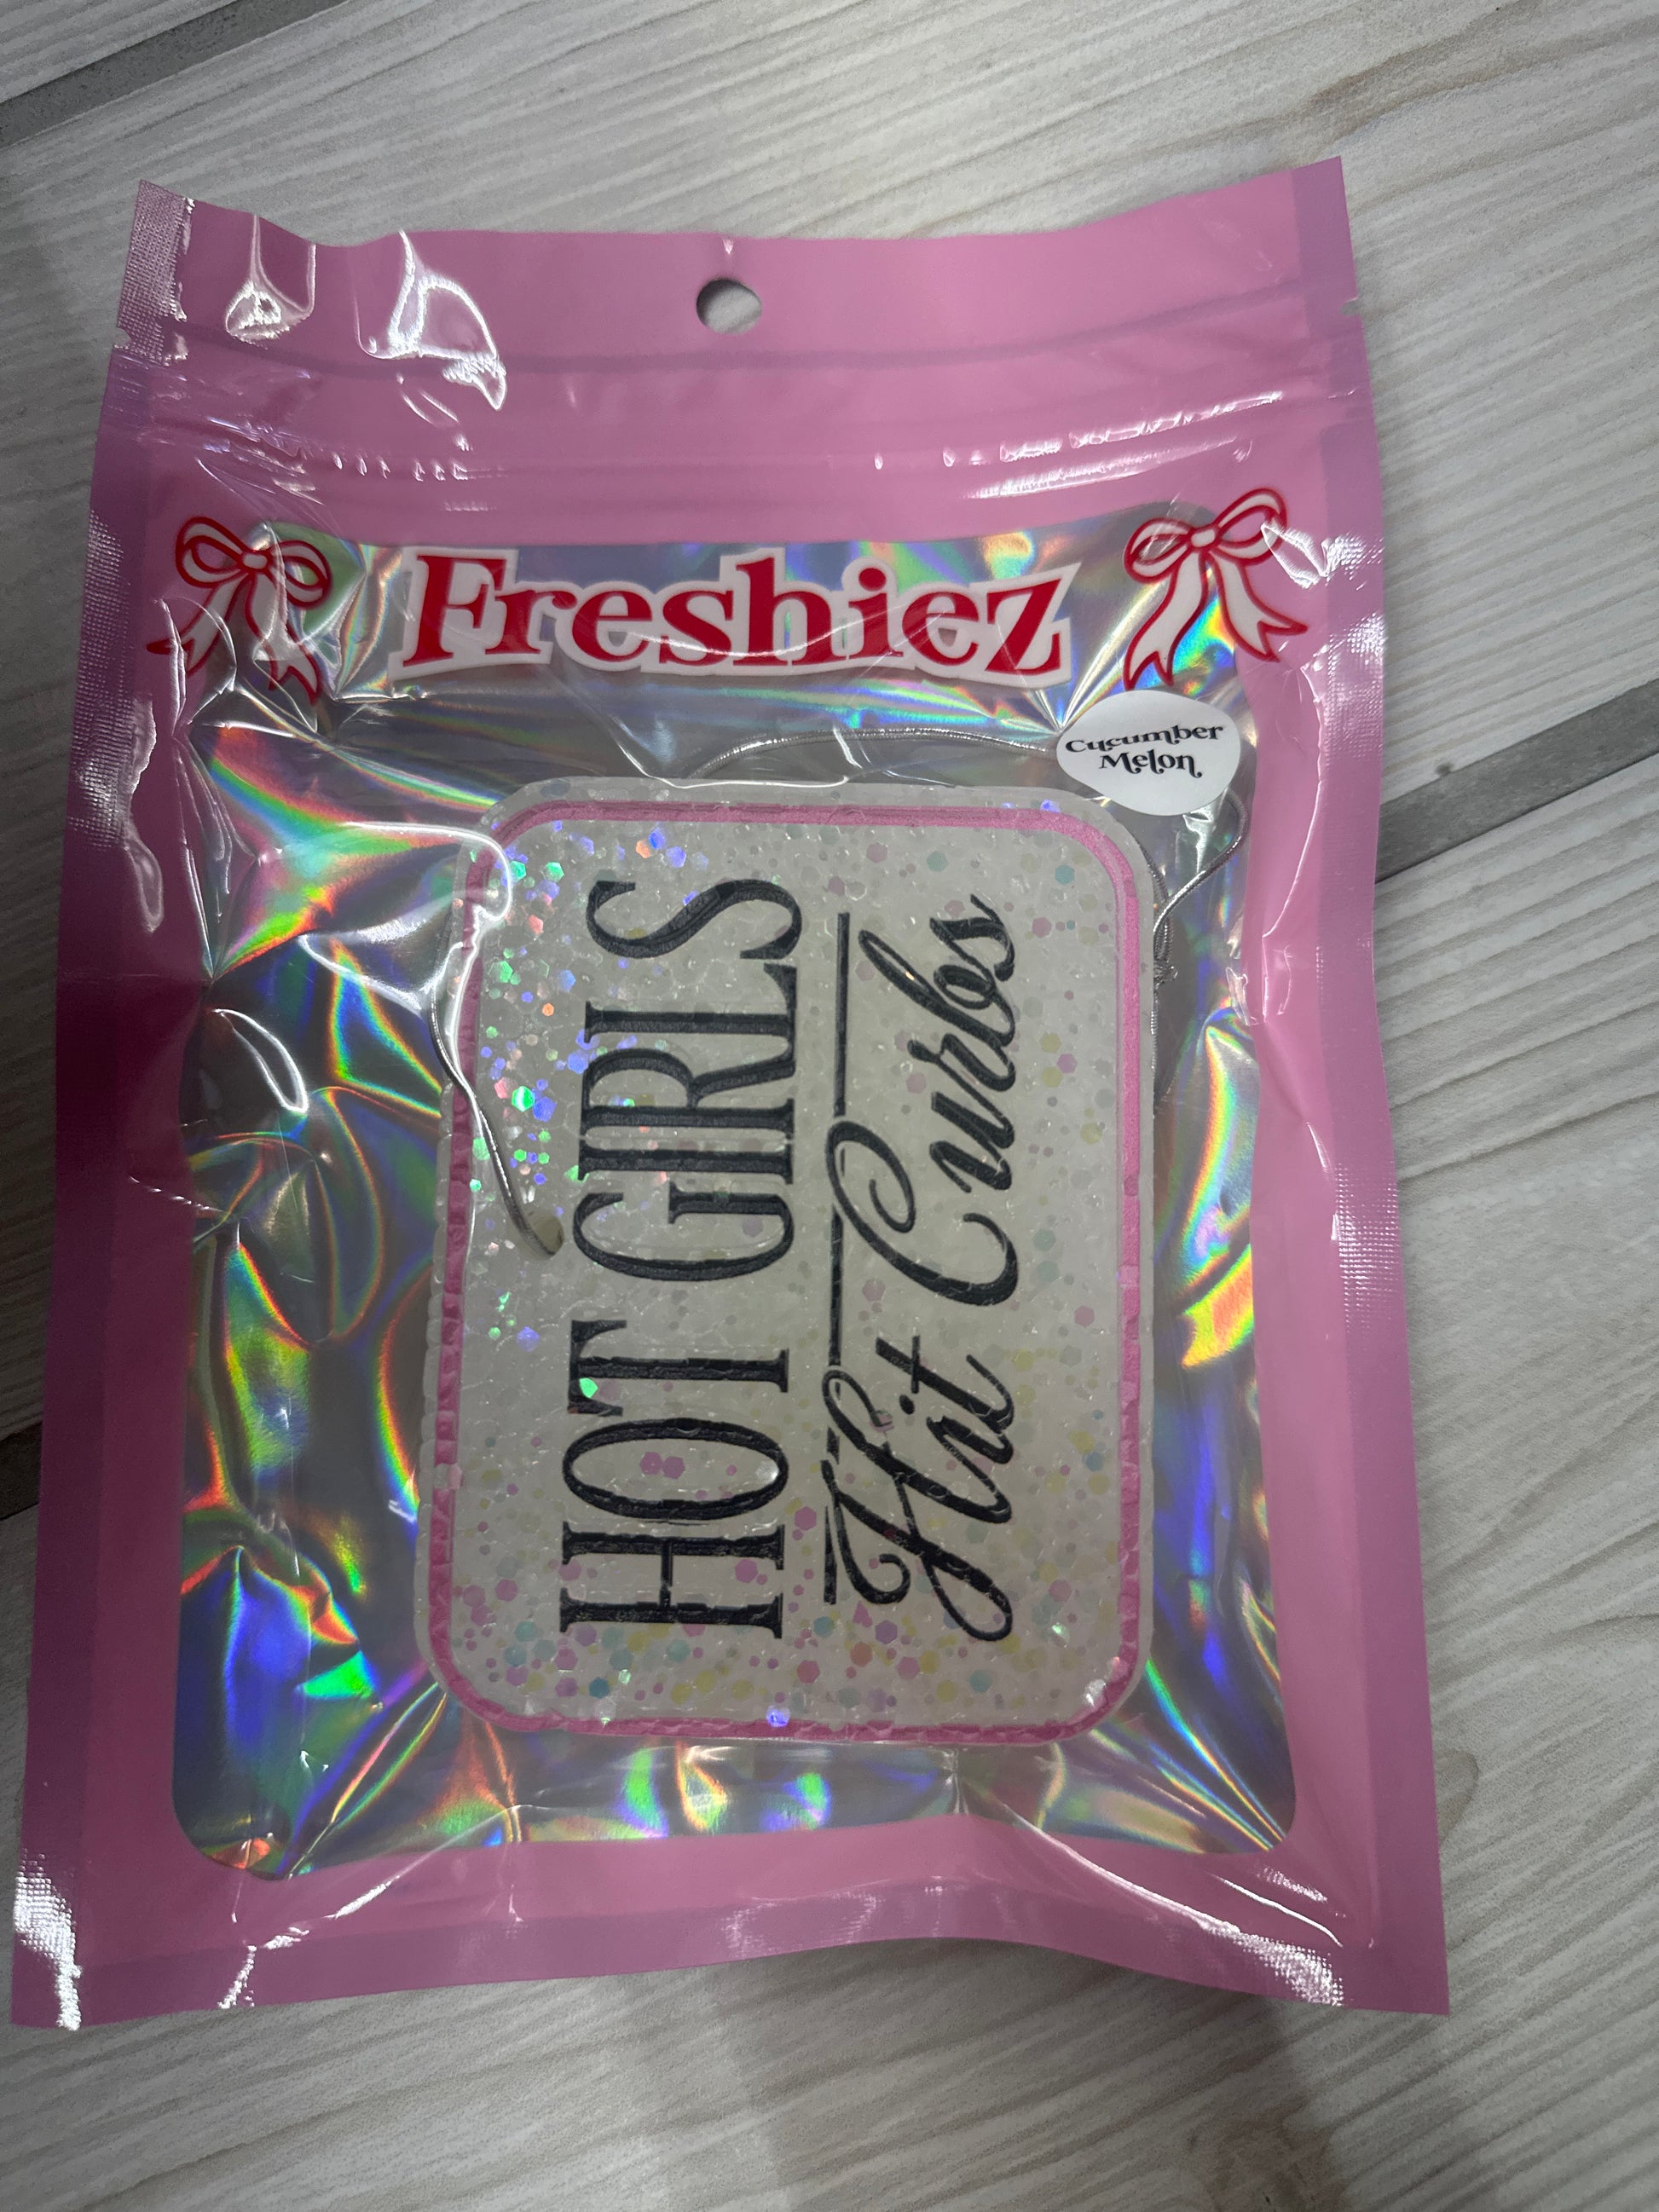 Freshiez
Cucumber
Melon
HOT GIRLS
Hit Curbs